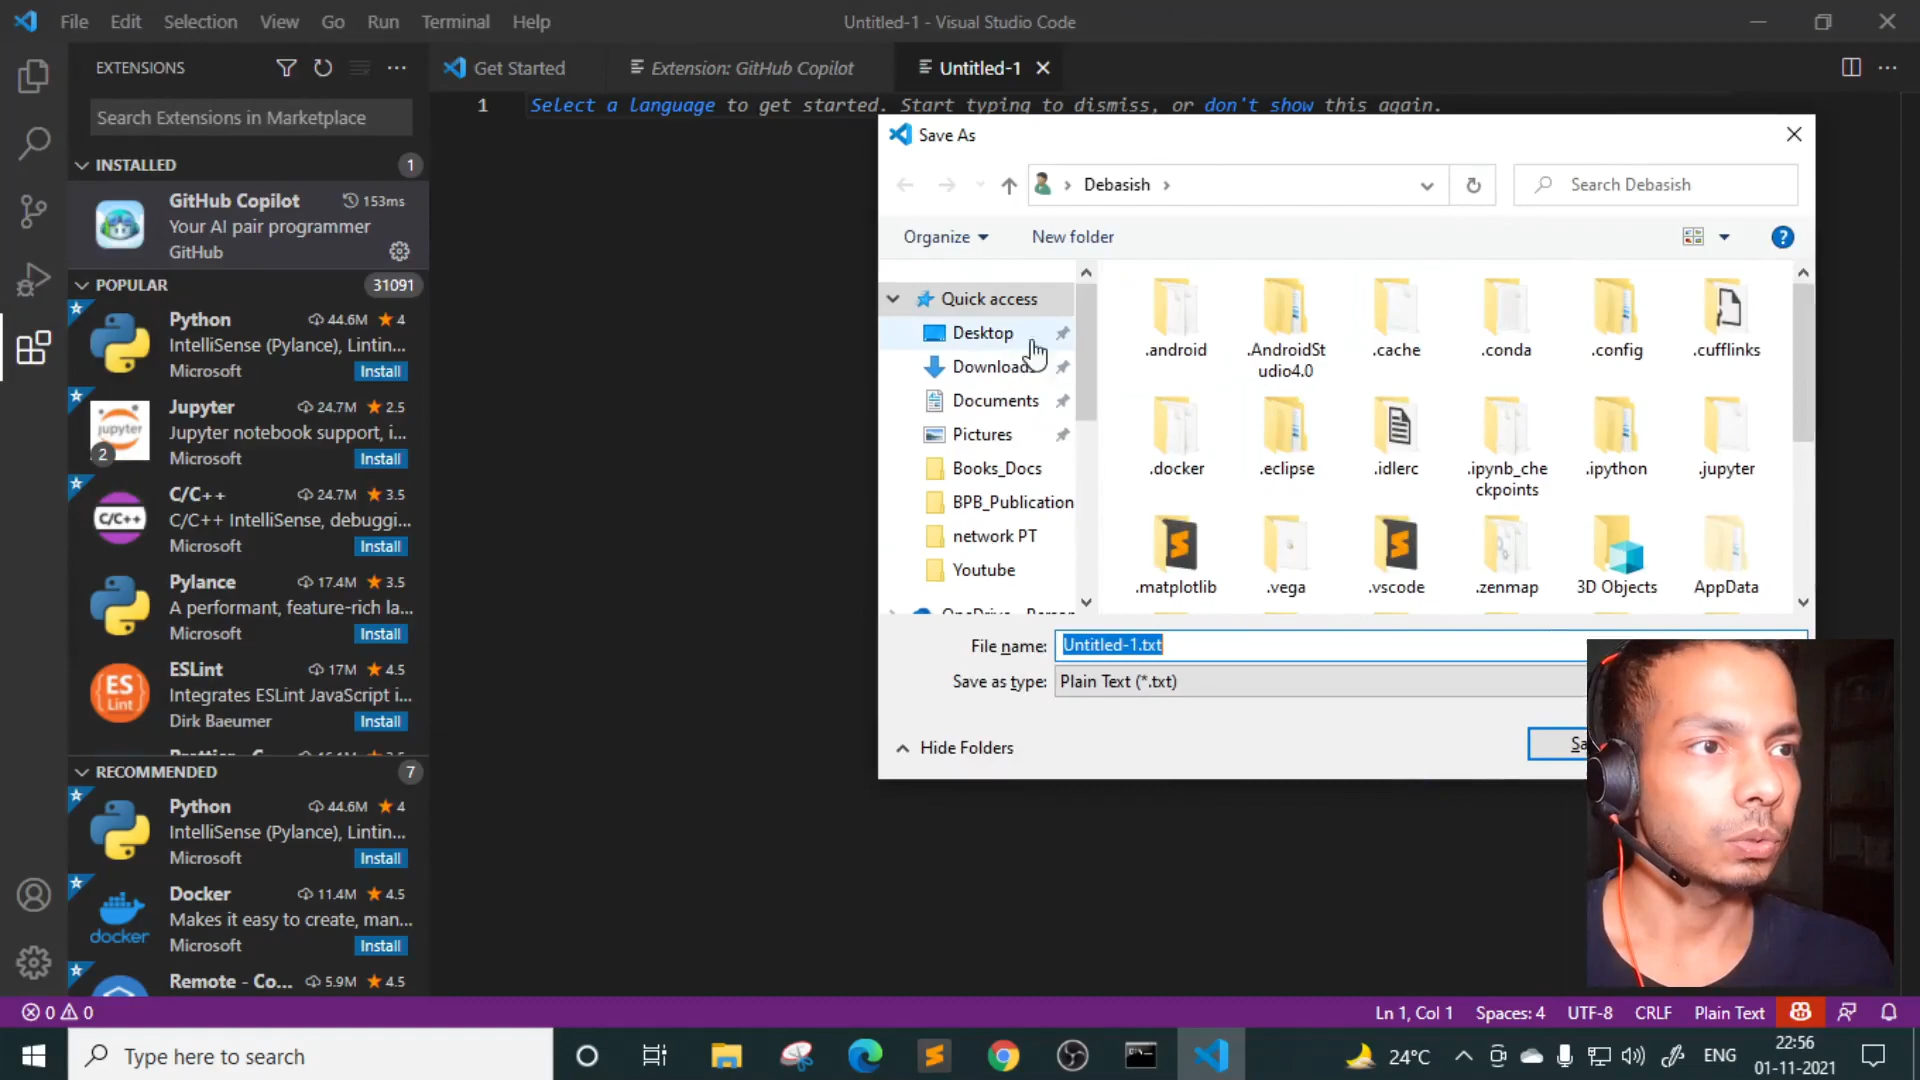 File Edit Selection View Go Run Terminal Help
Untitled-1 - Visual Studio Code
EXTENSIONS
Get Started
Extension: GitHub Copilot
Untitled-1
Search Extensions in Marketplace
INSTALLED 1
GitHub Copilot 153ms
Your AI pair programmer
GitHub
POPULAR 31091
Python 44.6M 4
IntelliSense (Pylance), Lintin...
Microsoft Install
Jupyter 24.7M 2.5
Jupyter notebook support, i...
jupyter
2
Microsoft Install
C/C++ 24.7M 3.5
C/C++ IntelliSense, debuggi...
C/C++
Microsoft Install
Pylance 17.4M 3.5
A performant, feature-rich la...
Microsoft Install
ESLint 17M 4.5
Integrates ESLint JavaScript i...
ES
Lint
Dirk Baeumer Install
RECOMMENDED 7
Python 44.6M 4
IntelliSense (Pylance), Lintin...
Microsoft Install
Docker 11.4M 4.5
Makes it easy to create, man...
docker
Microsoft Install
Remote - Co... 5.9M 4.5
1 Select a language to get started. Start typing to dismiss, or don't show this again.
Save As
Debasish
Search Debasish
Organize New folder
Quick access
Desktop
Documents
Pictures
Books_Docs
BPB_Publication
network PT
Youtube
.android
.AndroidSt
udio4.0
.cache
.conda
.config
.cufflinks
.docker
.eclipse
.idlerc
.ipynb_che
ckpoints
.ipython
.jupyter
.matplotlib
.vega
.vscode
.zenmap
3D Objects
AppData
File name: Untitled-1.txt
Save as type: Plain Text (*.txt)
Hide Folders
0 0
Ln 1, Col 1 Spaces: 4 UTF-8 CRLF Plain Text
Type here to search
24°C
ENG
22:56
01-11-2021